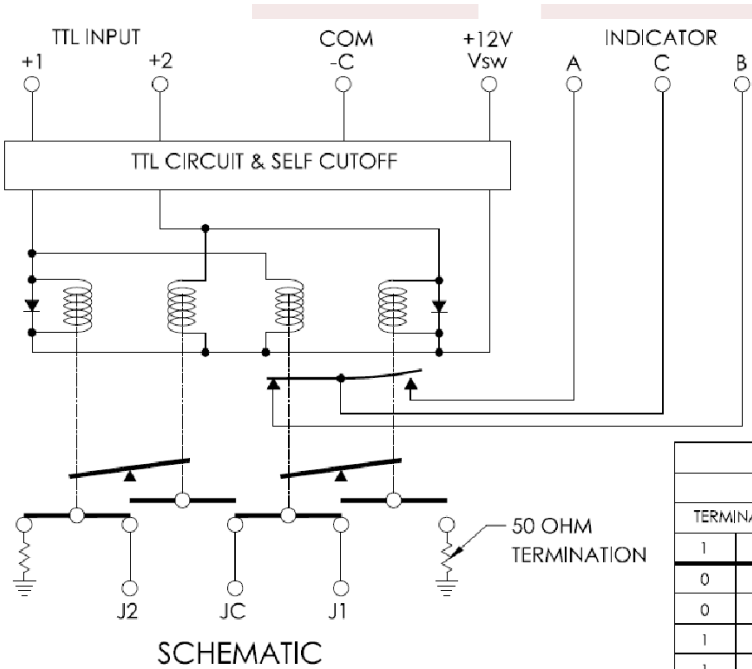 TTL INPUT
COM
+12V
INDICATOR
+1
+2
-C
Vsw
A
C
B
TTL CIRCUIT & SELF CUTOFF
50 OHM
TERMINATION
J2
JC
J1
SCHEMATIC
1
0
0
1